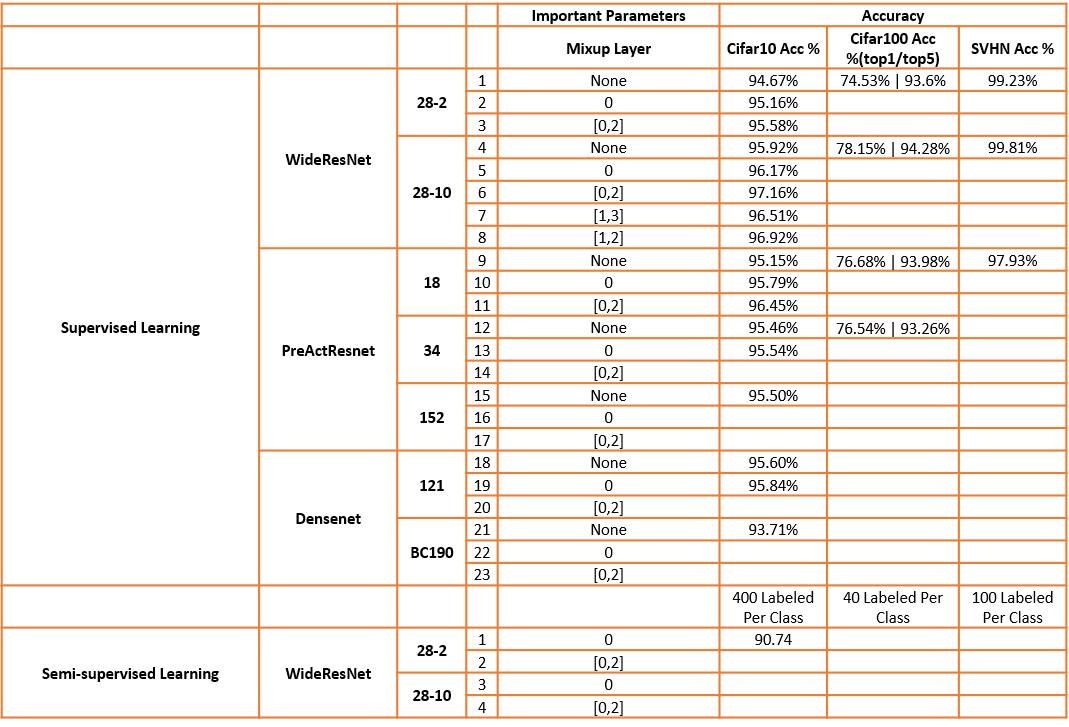 Important Parameters Accuracy
Mixup Layer Cifar10 Acc % Cifar100 Acc %(top1/top5) SVHN Acc %
Supervised Learning WideResNet 28-2 1 None 94.67% 74.53% | 93.6% 99.23%
2 0 95.16%
3 [0,2] 95.58%
28-10 4 None 95.92% 78.15% | 94.28% 99.81%
5 0 96.17%
6 [0,2] 97.16%
7 [1,3] 96.51%
8 [1,2] 96.92%
PreActResnet 18 9 None 95.15% 76.68% | 93.98% 97.93%
10 0 95.79%
11 [0,2] 96.45%
34 12 None 95.46% 76.54% | 93.26%
13 0 95.54%
14 [0,2]
152 15 None 95.50%
16 0
17 [0,2]
Densenet 121 18 None 95.60%
19 0 95.84%
20 [0,2]
BC190 21 None 93.71%
22 0
23 [0,2]
400 Labeled Per Class 40 Labeled Per Class 100 Labeled Per Class
Semi-supervised Learning WideResNet 28-2 1 0 90.74
2 [0,2]
28-10 3 0
4 [0,2]